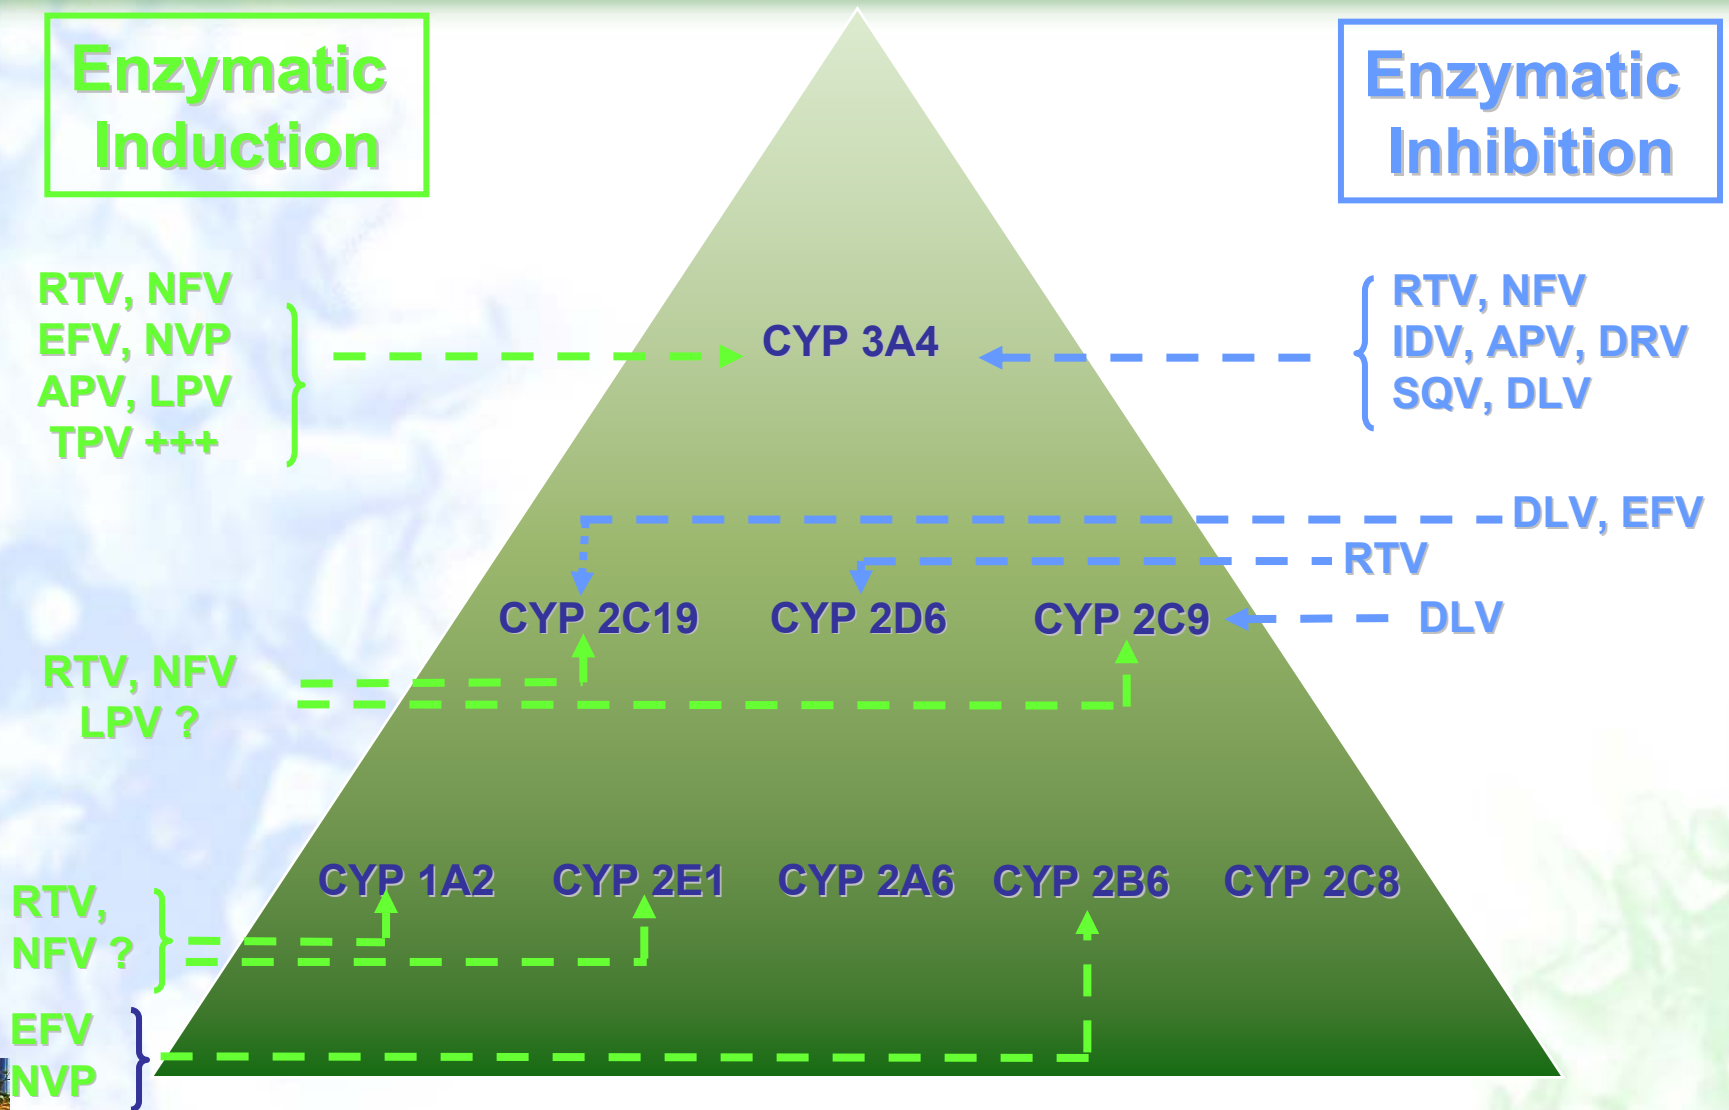 Enzymatic
Induction
Enzymatic
Inhibition
RTV, NFV
EFV, NVP
APV, LPV
TPV +++
CYP 3A4
RTV, NFV
IDV, APV, DRV
SQV, DLV
DLV, EFV
RTV
CYP 2C19
CYP 2D6
CYP 2C9
DLV
RTV, NFV
LPV ?
CYP 1A2
CYP 2E1
CYP 2A6
CYP 2B6
CYP 2C8
RTV,
NFV ?
EFV
NVP